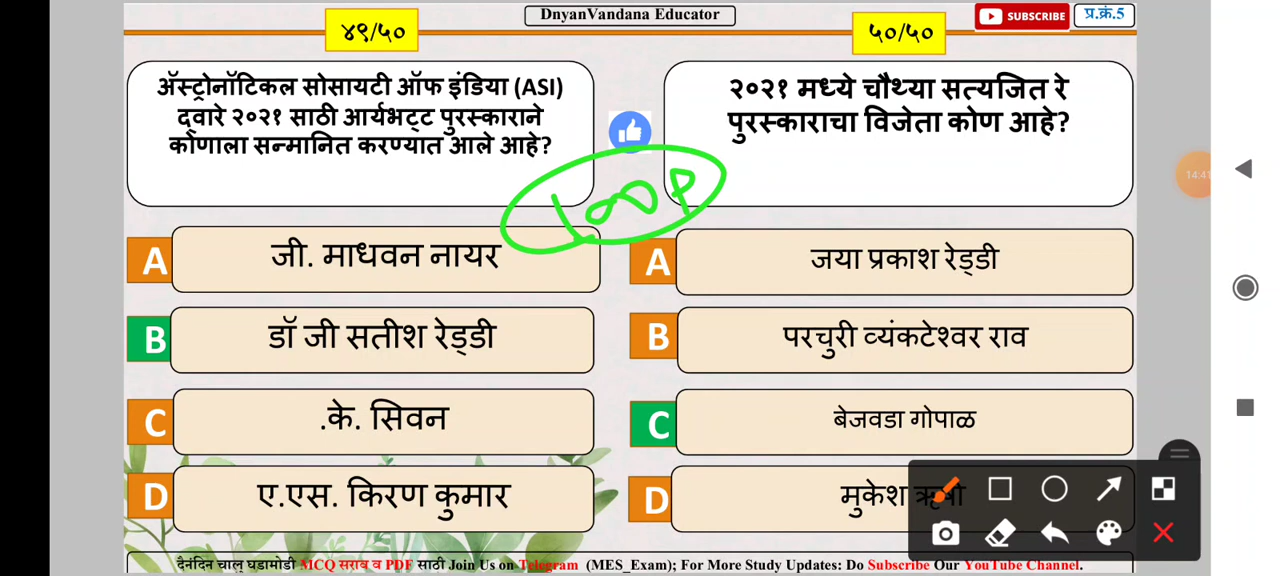 ४९/५०
DnyanVandana Educator
५०/५०
SUBSCRIBE
प्र.क्रं.5
ॲस्ट्रोनॉटिकल सोसायटी ऑफ इंडिया (ASI)
द्वारे २०२१ साठी आर्यभट्ट पुरस्काराने
कोणाला सन्मानित करण्यात आले आहे?
२०२१ मध्ये चौथ्या सत्यजित रे
पुरस्काराचा विजेता कोण आहे?
14:41
A जी. माधवन नायर
B डॉ जी सतीश रेड्डी
C .के. सिवन
D ए.एस. किरण कुमार
A जया प्रकाश रेड्डी
B परचुरी व्यंकटेश्वर राव
C बेजवडा गोपाळ
D मुकेश
दैनंदिन चालू घडामोडी MCQ सराव व PDF साठी Join Us on Telegram (MES_Exam); For More Study Updates: Do Subscribe Our YouTube Channel.